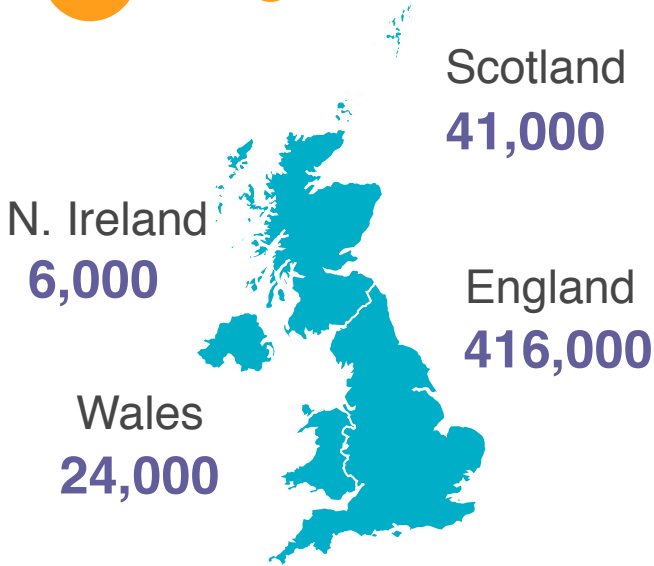 Scotland
41,000
N. Ireland
6,000
England
416,000
Wales
24,000